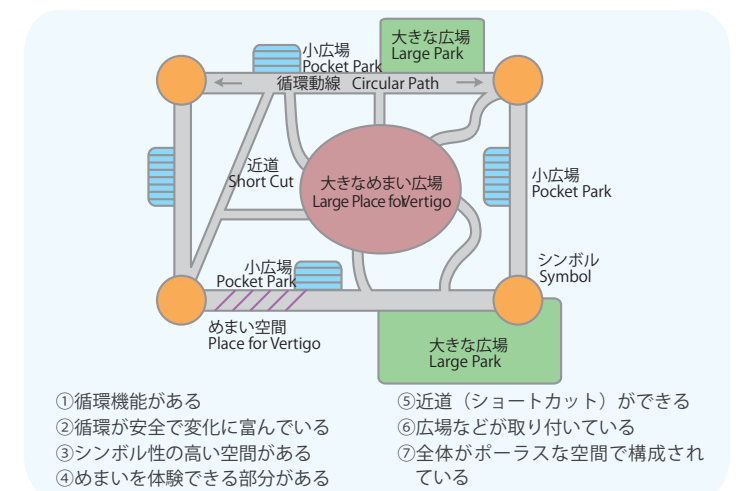 大きな広場
Large Park
小広場
Pocket Park
循環動線 Circular Path
近道
Short Cut
大きなめまい広場
Large Place for Vertigo
小広場
Pocket Park
小広場
Pocket Park
シンボル
Symbol
めまい空間
Place for Vertigo
大きな広場
Large Park
①循環機能がある
②循環が安全で変化に富んでいる
③シンボル性の高い空間がある
④めまいを体験できる部分がある
⑤近道（ショートカット）ができる
⑥広場などが取り付いている
⑦全体がポーラスな空間で構成され
ている